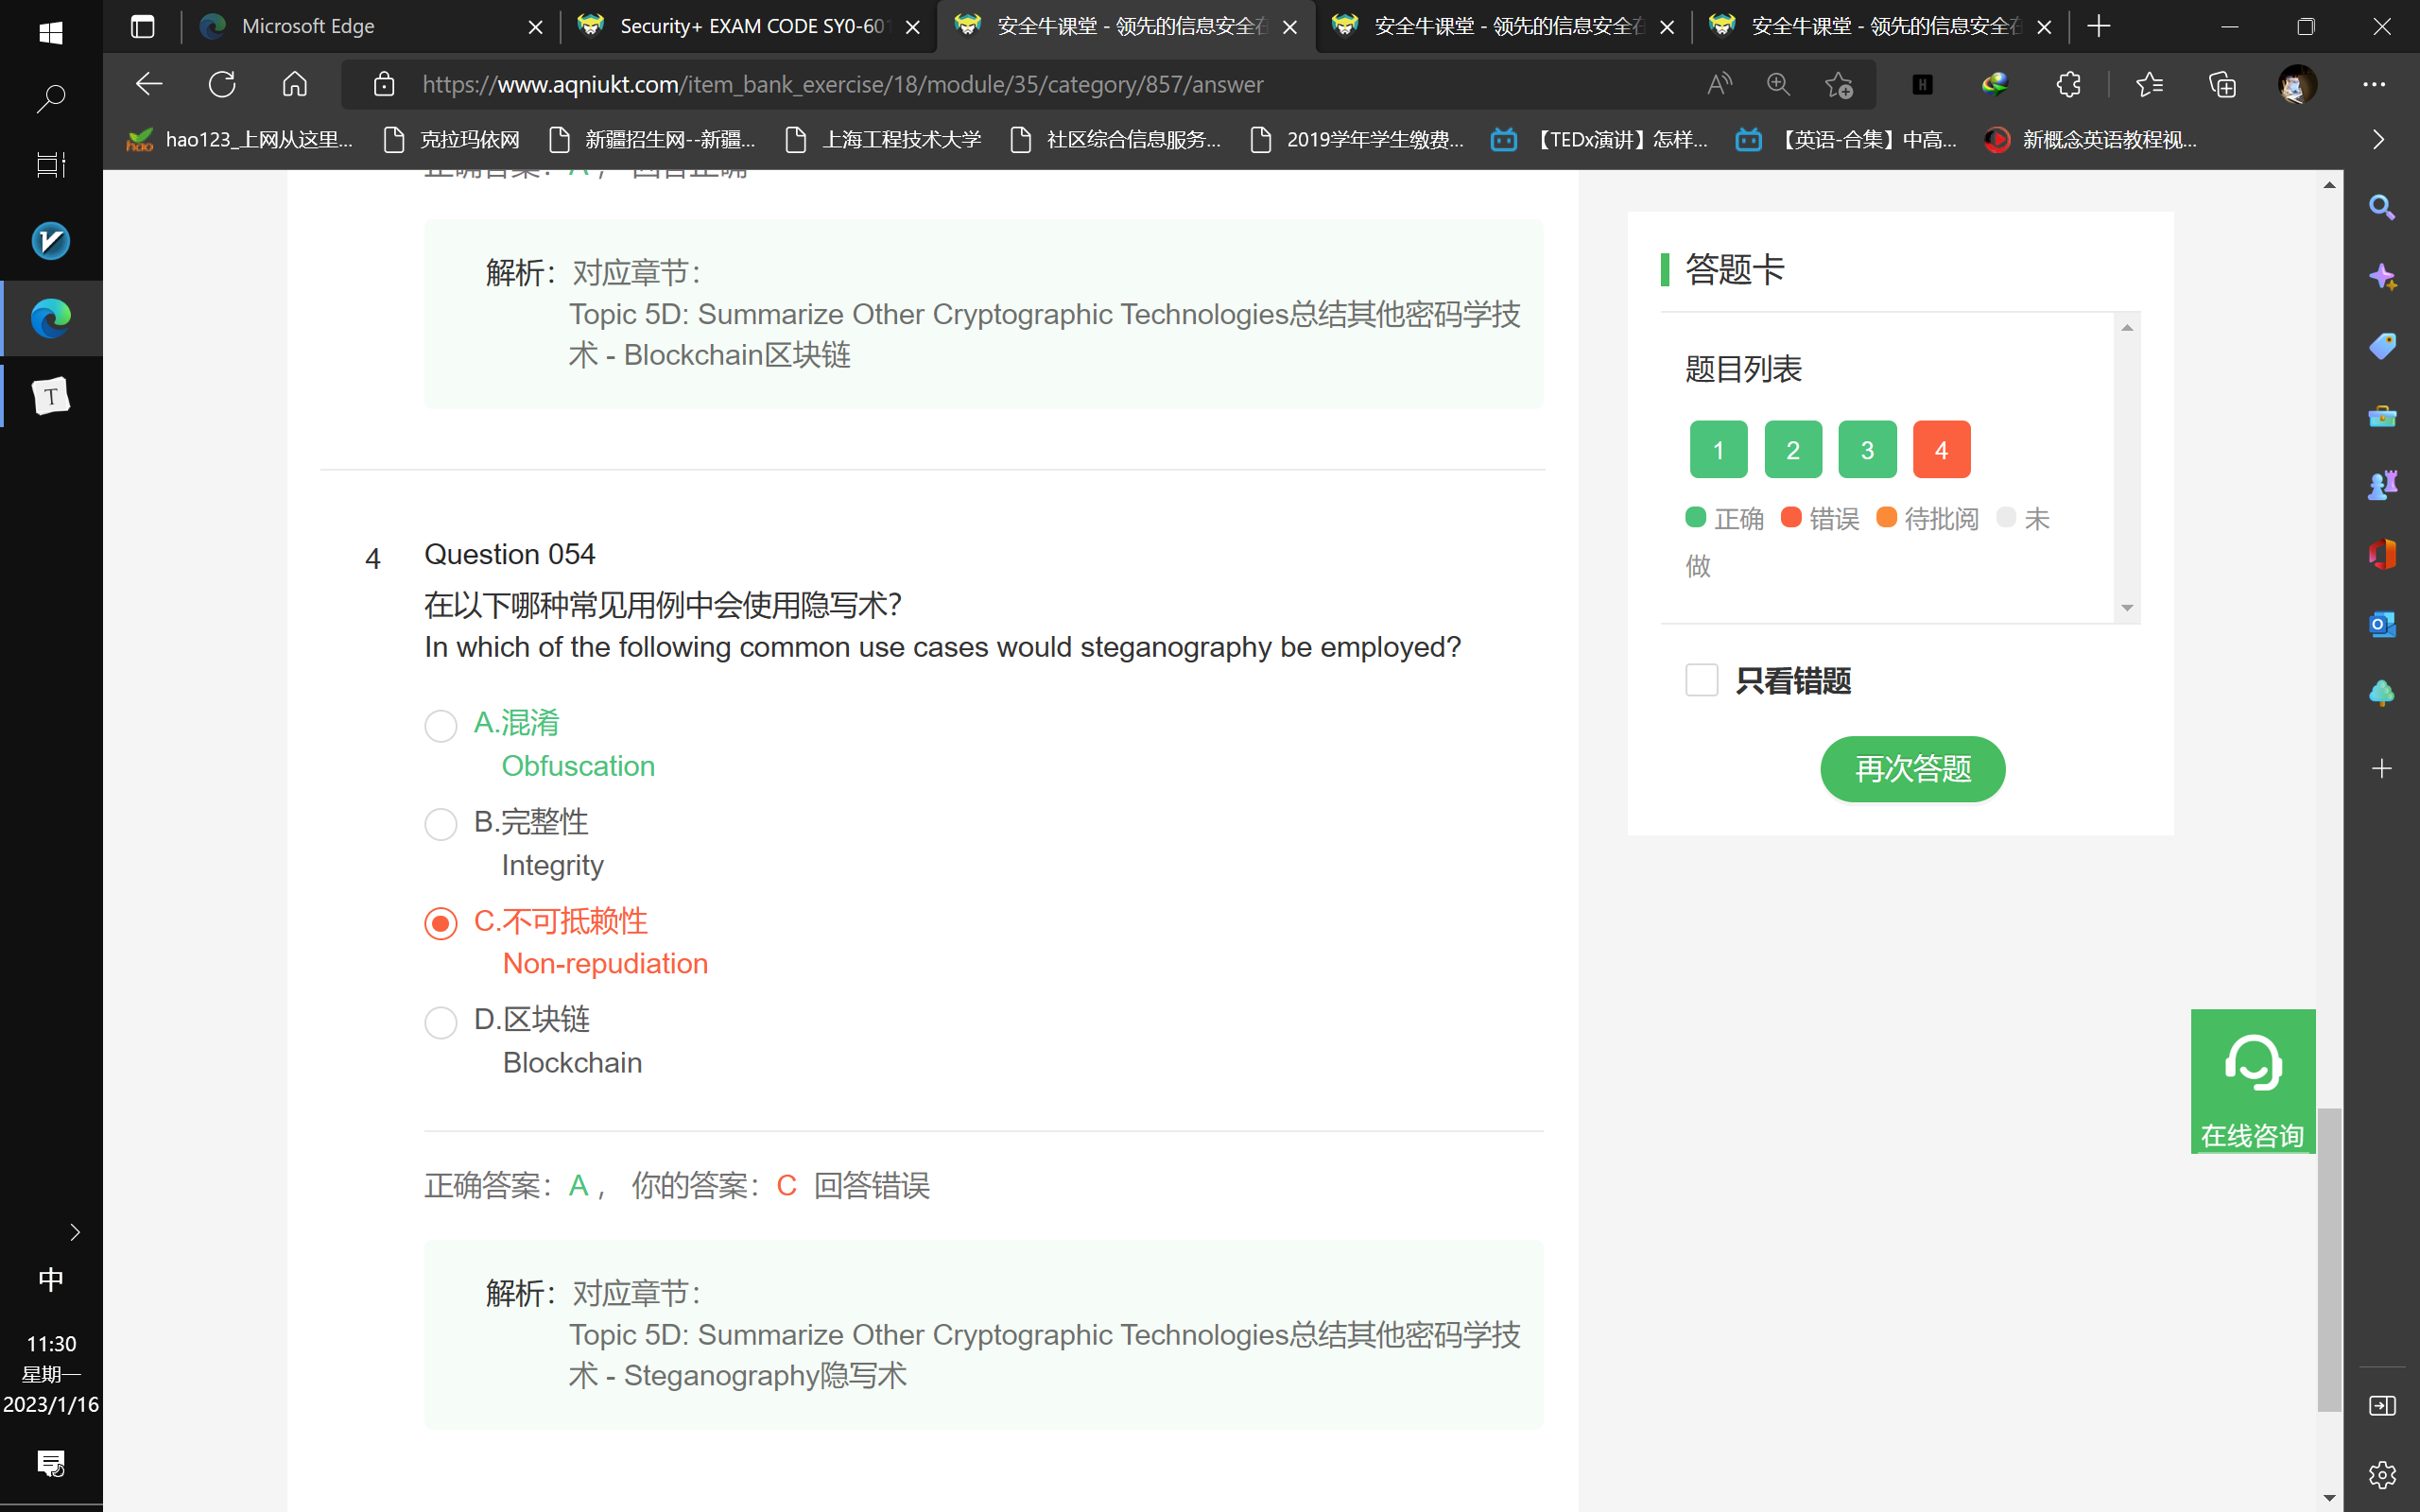 Microsoft Edge
Security+ EXAM CODE SY0-601
安全牛课堂 - 领先的信息安全在
安全牛课堂 - 领先的信息安全在
安全牛课堂 - 领先的信息安全在
https://www.aqniukt.com/item_bank_exercise/18/module/35/category/857/answer
hao123_上网从这里...
克拉玛依网
新疆招生网--新疆...
上海工程技术大学
社区综合信息服务...
2019学年学生缴费...
【TEDx演讲】怎样...
【英语-合集】中高...
新概念英语教程视...
正确答案：A， 回答正确
解析：对应章节：
Topic 5D: Summarize Other Cryptographic Technologies总结其他密码学技
术 - Blockchain区块链
4 Question 054
在以下哪种常见用例中会使用隐写术？
In which of the following common use cases would steganography be employed?
A.混淆
Obfuscation
B.完整性
Integrity
C.不可抵赖性
Non-repudiation
D.区块链
Blockchain
正确答案：A， 你的答案：C 回答错误
解析：对应章节：
Topic 5D: Summarize Other Cryptographic Technologies总结其他密码学技
术 - Steganography隐写术
答题卡
题目列表
1 2 3 4
正确 错误 待批阅 未
做
只看错题
再次答题
在线咨询
中
11:30
星期一
2023/1/16